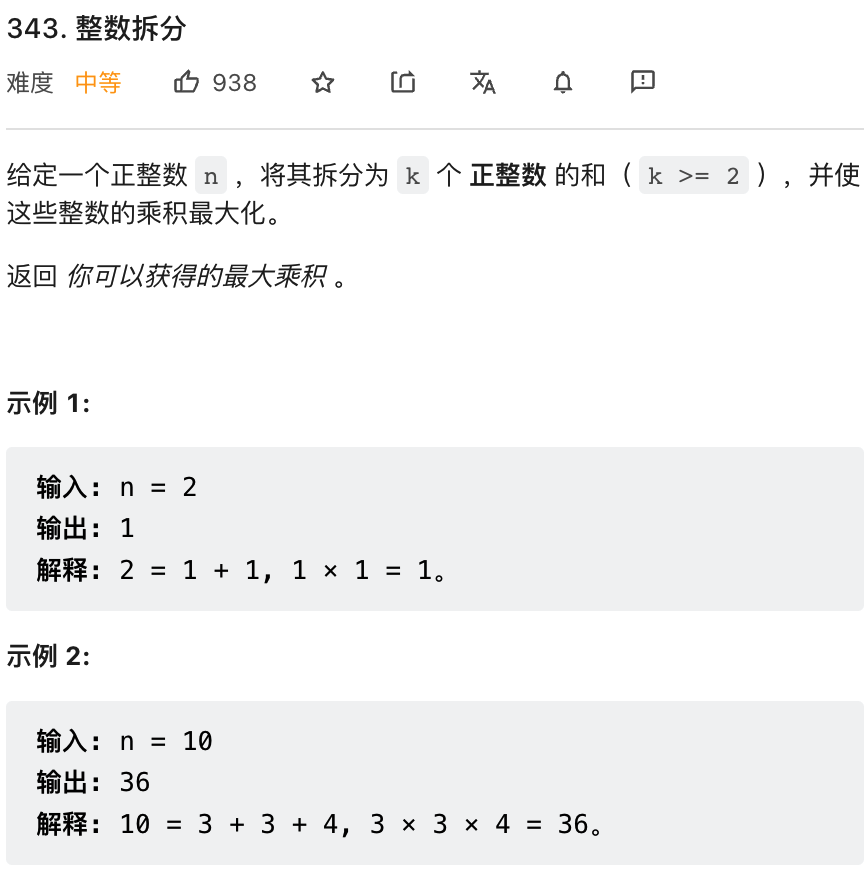 343. 整数拆分
难度 中等 938
给定一个正整数 n ，将其拆分为 k 个 正整数 的和（ k >= 2 ），并使
这些整数的乘积最大化。
返回 你可以获得的最大乘积 。
示例 1:
输入: n = 2
输出: 1
解释: 2 = 1 + 1, 1 × 1 = 1。
示例 2:
输入: n = 10
输出: 36
解释: 10 = 3 + 3 + 4, 3 × 3 × 4 = 36。